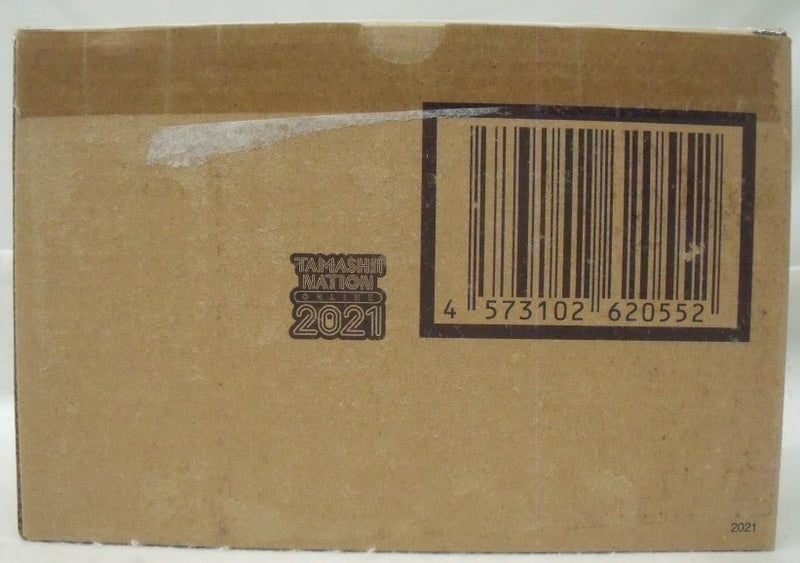 TAMASHII
NATION
ONLINE
2021
4 573102 620552
2021